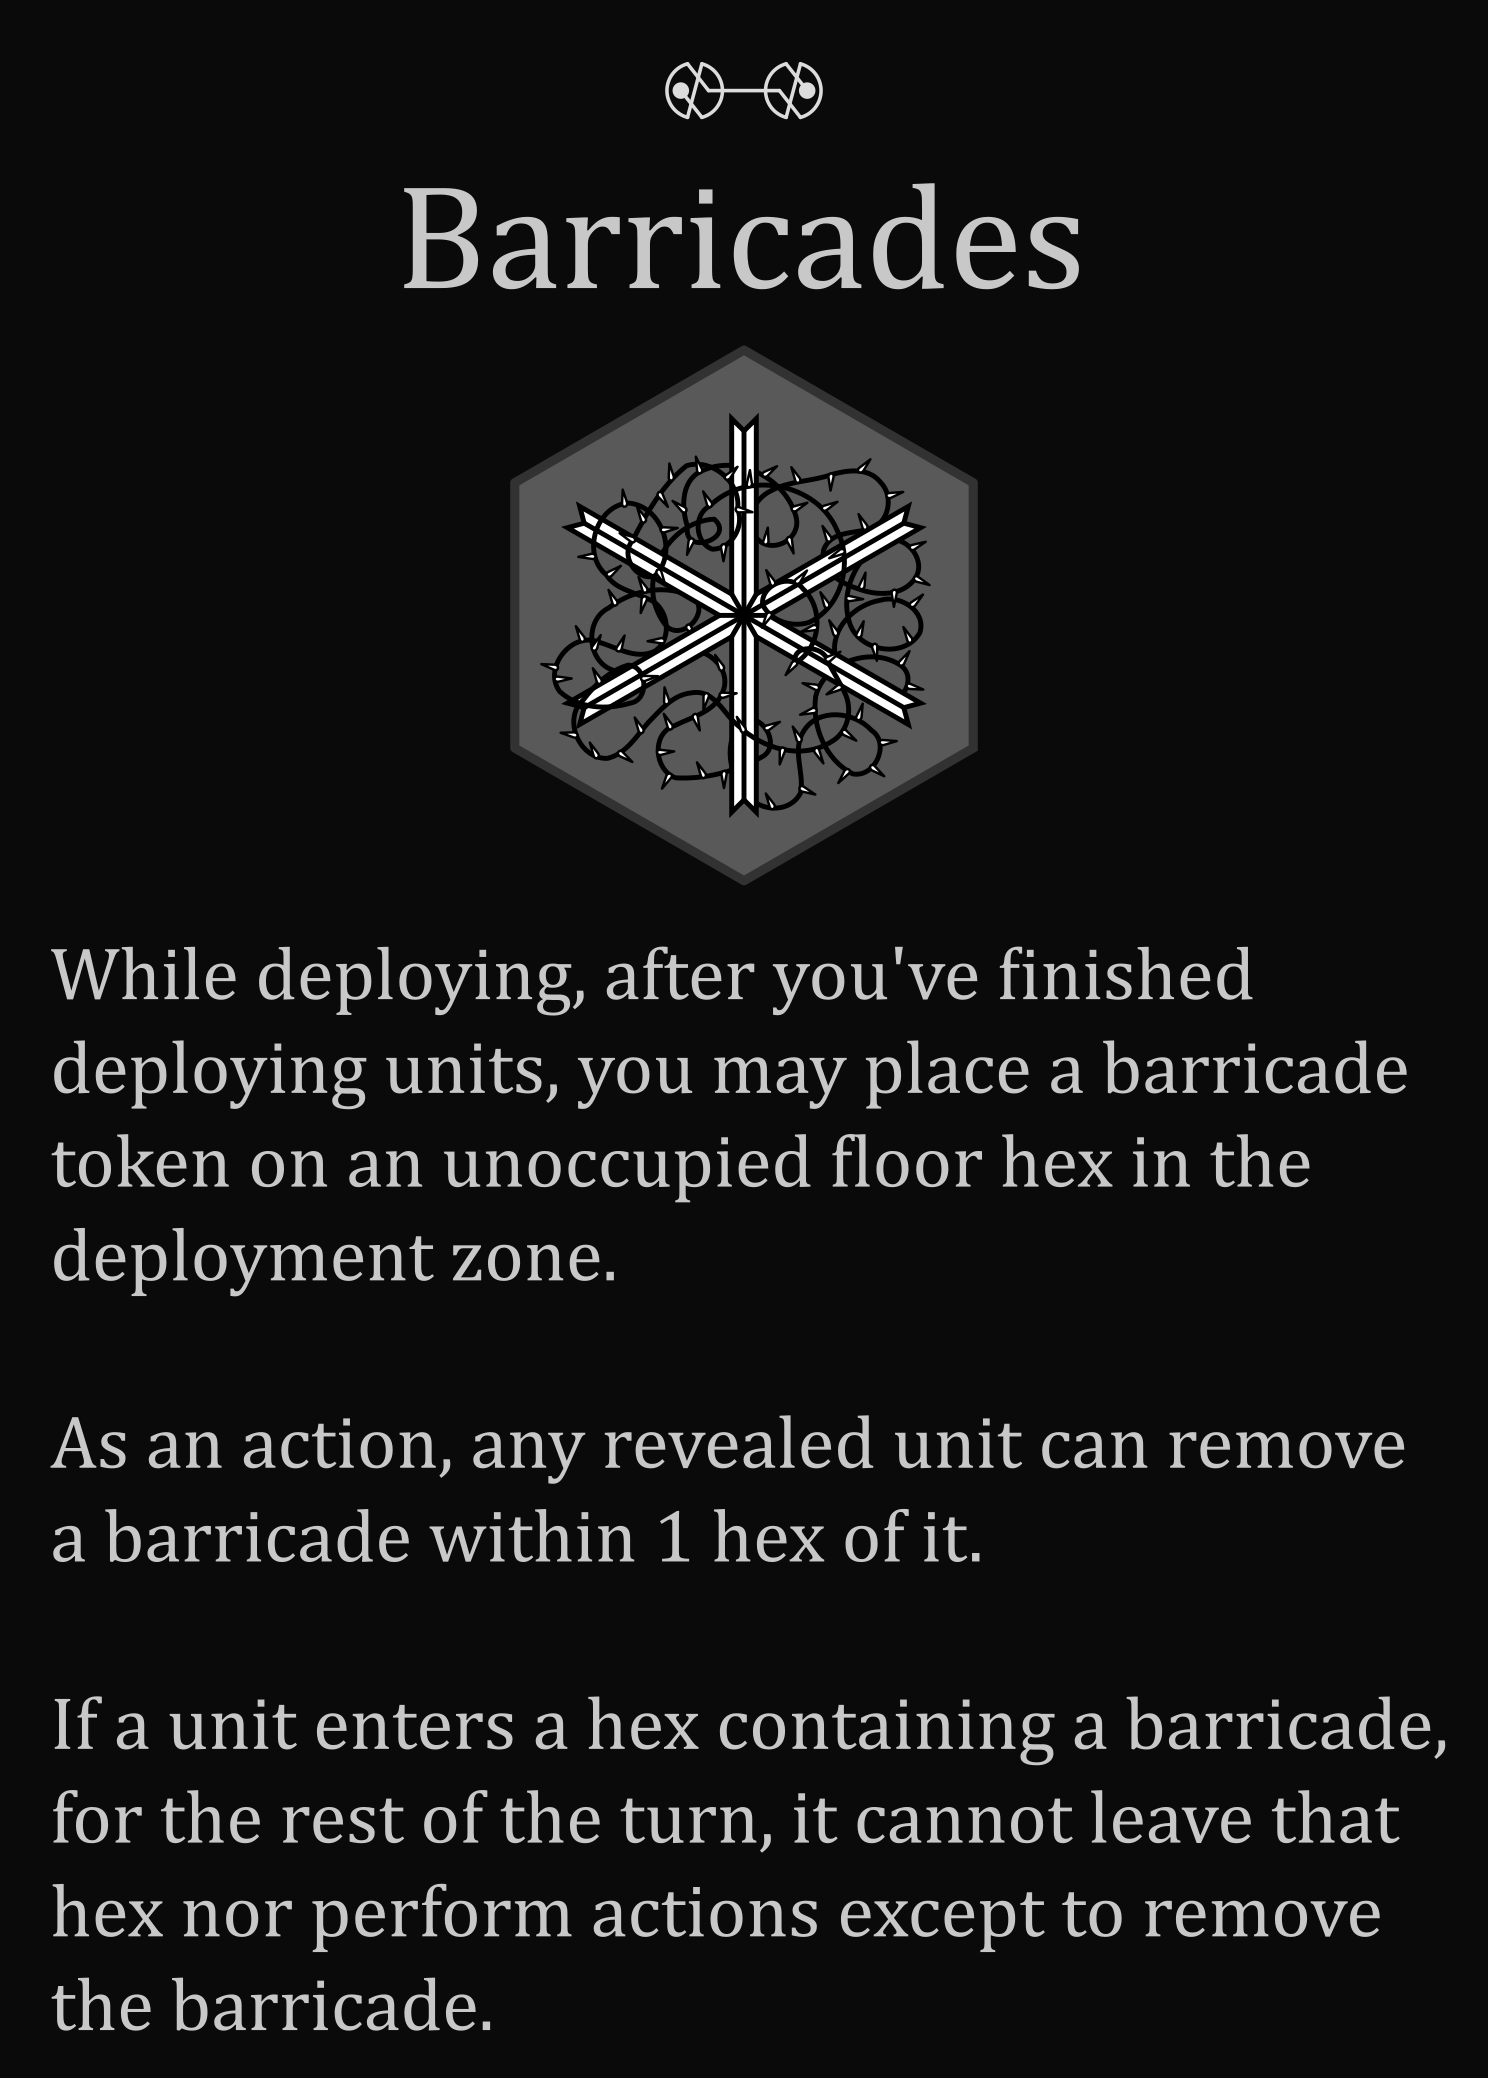 Barricades
While deploying, after you've finished
deploying units, you may place a barricade
token on an unoccupied floor hex in the
deployment zone.
As an action, any revealed unit can remove
a barricade within 1 hex of it.
If a unit enters a hex containing a barricade,
for the rest of the turn, it cannot leave that
hex nor perform actions except to remove
the barricade.